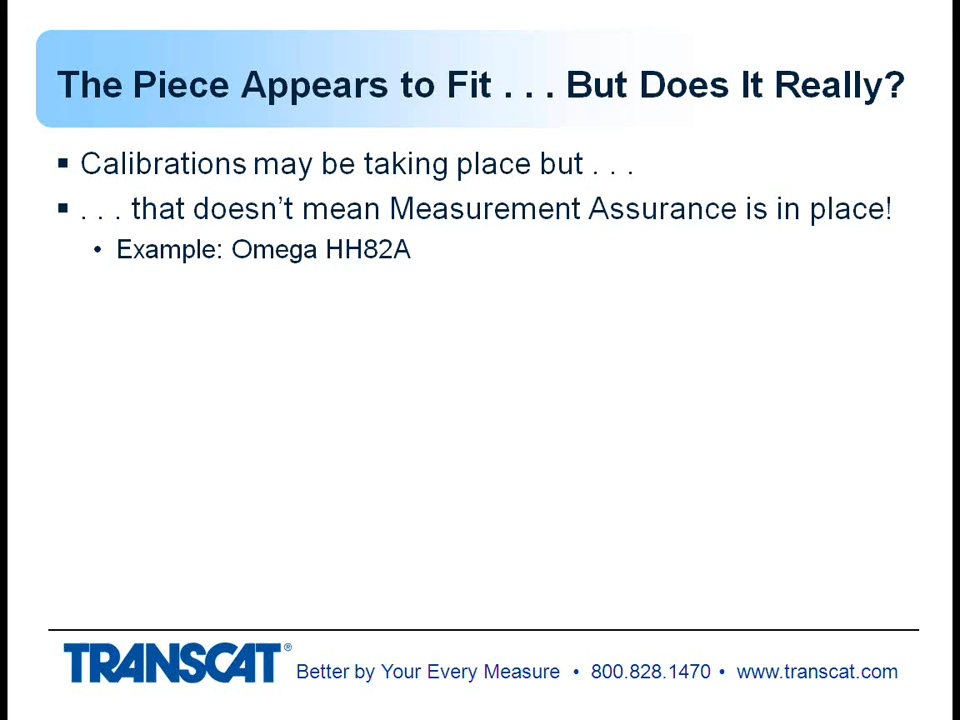 The Piece Appears to Fit . . . But Does It Really?
▪ Calibrations may be taking place but . . .
▪ . . . that doesn't mean Measurement Assurance is in place!
• Example: Omega HH82A
TRANSCAT® Better by Your Every Measure • 800.828.1470 • www.transcat.com